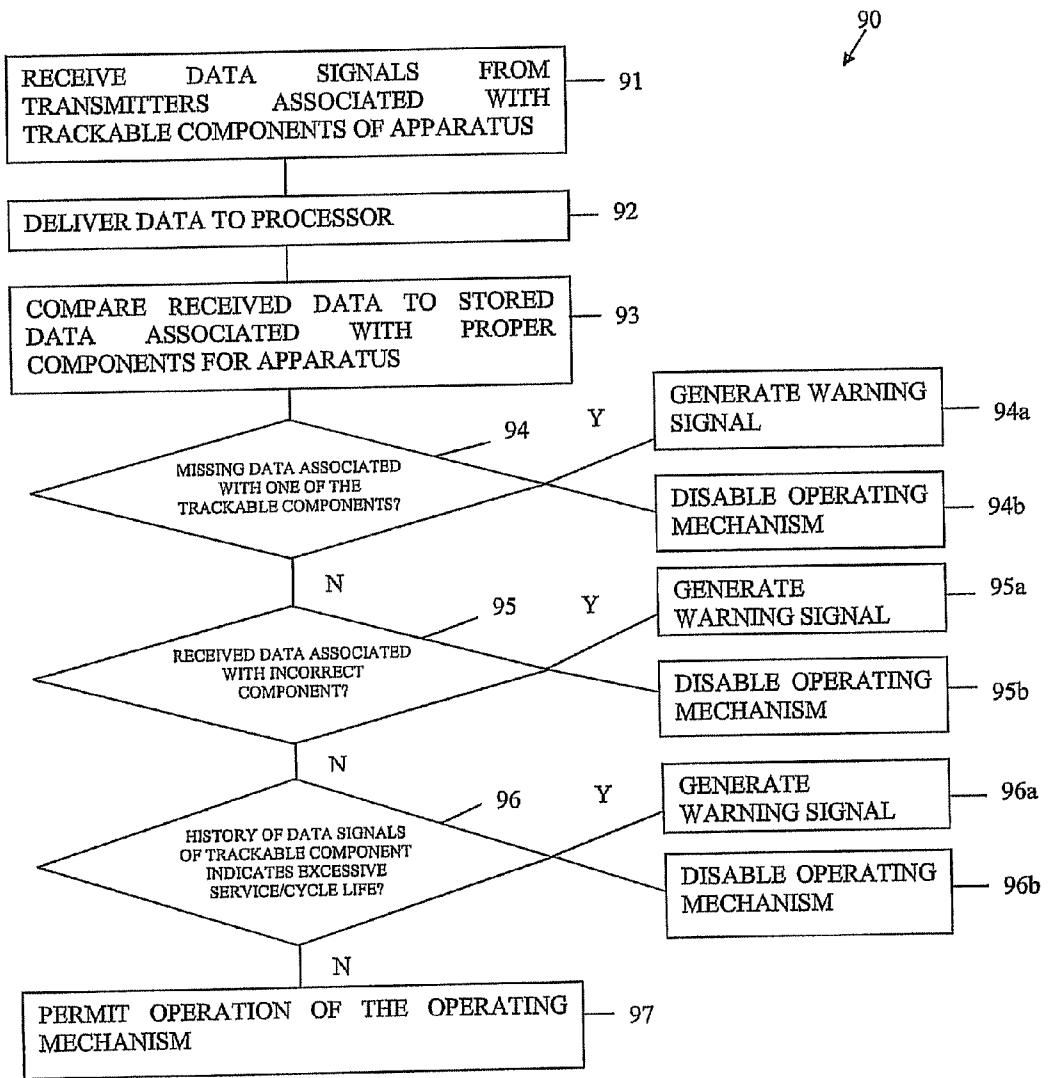 90
RECEIVE DATA SIGNALS FROM
TRANSMITTERS ASSOCIATED WITH
TRACKABLE COMPONENTS OF APPARATUS
91
DELIVER DATA TO PROCESSOR
92
COMPARE RECEIVED DATA TO STORED
DATA ASSOCIATED WITH PROPER
COMPONENTS FOR APPARATUS
93
MISSING DATA ASSOCIATED
WITH ONE OF THE
TRACKABLE COMPONENTS?
94
Y
GENERATE WARNING
SIGNAL
94a
DISABLE OPERATING
MECHANISM
94b
N
RECEIVED DATA ASSOCIATED
WITH INCORRECT
COMPONENT?
95
Y
GENERATE
WARNING SIGNAL
95a
DISABLE OPERATING
MECHANISM
95b
N
HISTORY OF DATA SIGNALS
OF TRACKABLE COMPONENT
INDICATES EXCESSIVE
SERVICE/CYCLE LIFE?
96
Y
GENERATE
WARNING SIGNAL
96a
DISABLE OPERATING
MECHANISM
96b
N
PERMIT OPERATION OF THE OPERATING
MECHANISM
97